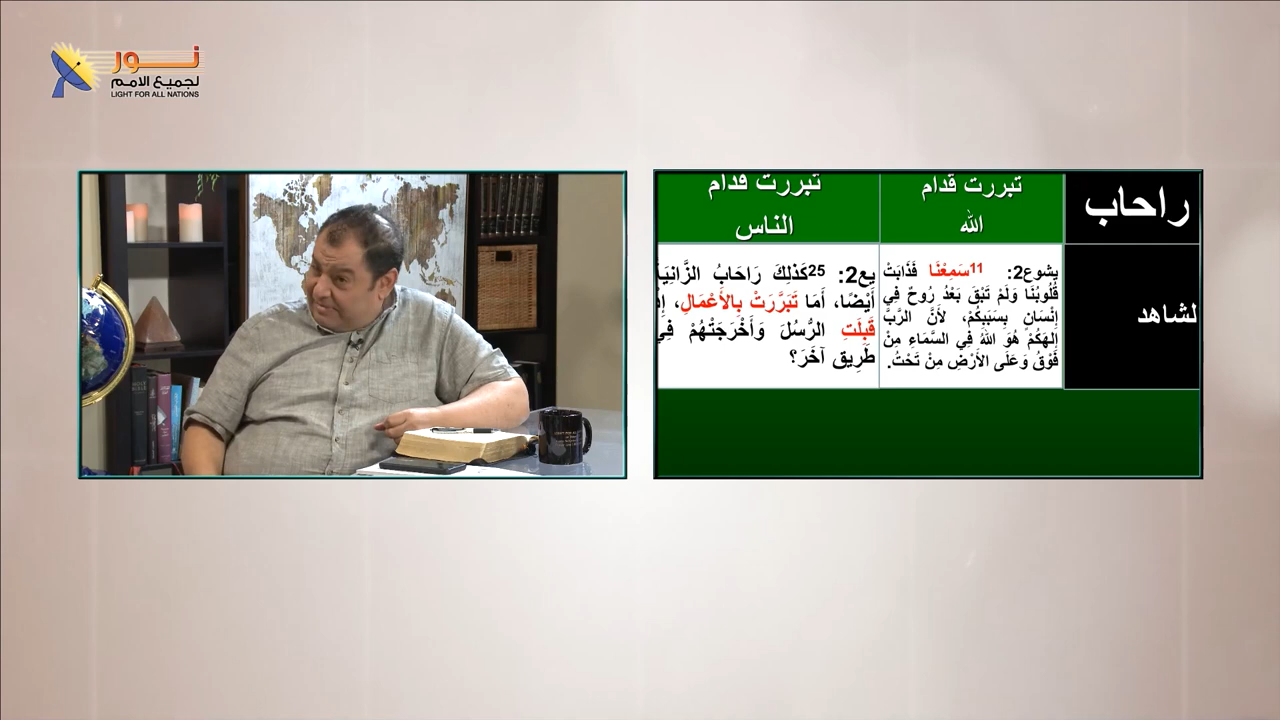 نور
لجميع الامم
LIGHT FOR ALL NATIONS
راحاب
تبررت قدام
الله
تبررت قدام
الناس
لشاهد
يشوع2: 11سَمِعْنَا فَذَابَتْ
قُلُوبُنَا وَلَمْ تَبْقَ بَعْدُ رُوحٌ فِي
إِنْسَانٍ بِسَبَبِكُمْ، لأَنَّ الرَّبَّ
إِلهَكُمْ هُوَ اللهُ فِي السَّمَاءِ مِنْ
فَوْقُ وَعَلَى الأَرْضِ مِنْ تَحْتُ.
يع2: 25كَذلِكَ رَاحَابُ الزَّانِيَةُ
أَيْضًا، أَمَا تَبَرَّرَتْ بِالأَعْمَالِ، إِذْ
قَبِلَتِ الرُّسُلَ وَأَخْرَجَتْهُمْ فِي
طَرِيق آخَرَ؟